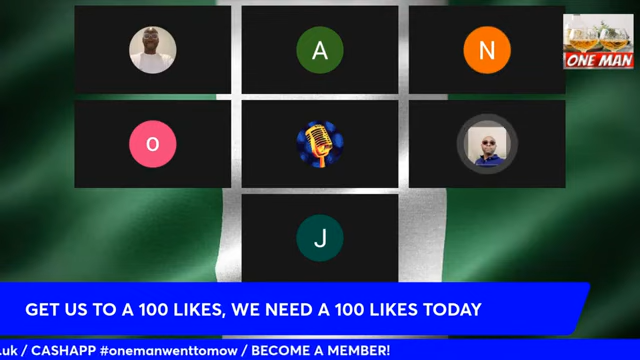 A
N
ONE MAN
O
J
GET US TO A 100 LIKES, WE NEED A 100 LIKES TODAY
.uk / CASHAPP #onemanwenttomow / BECOME A MEMBER!